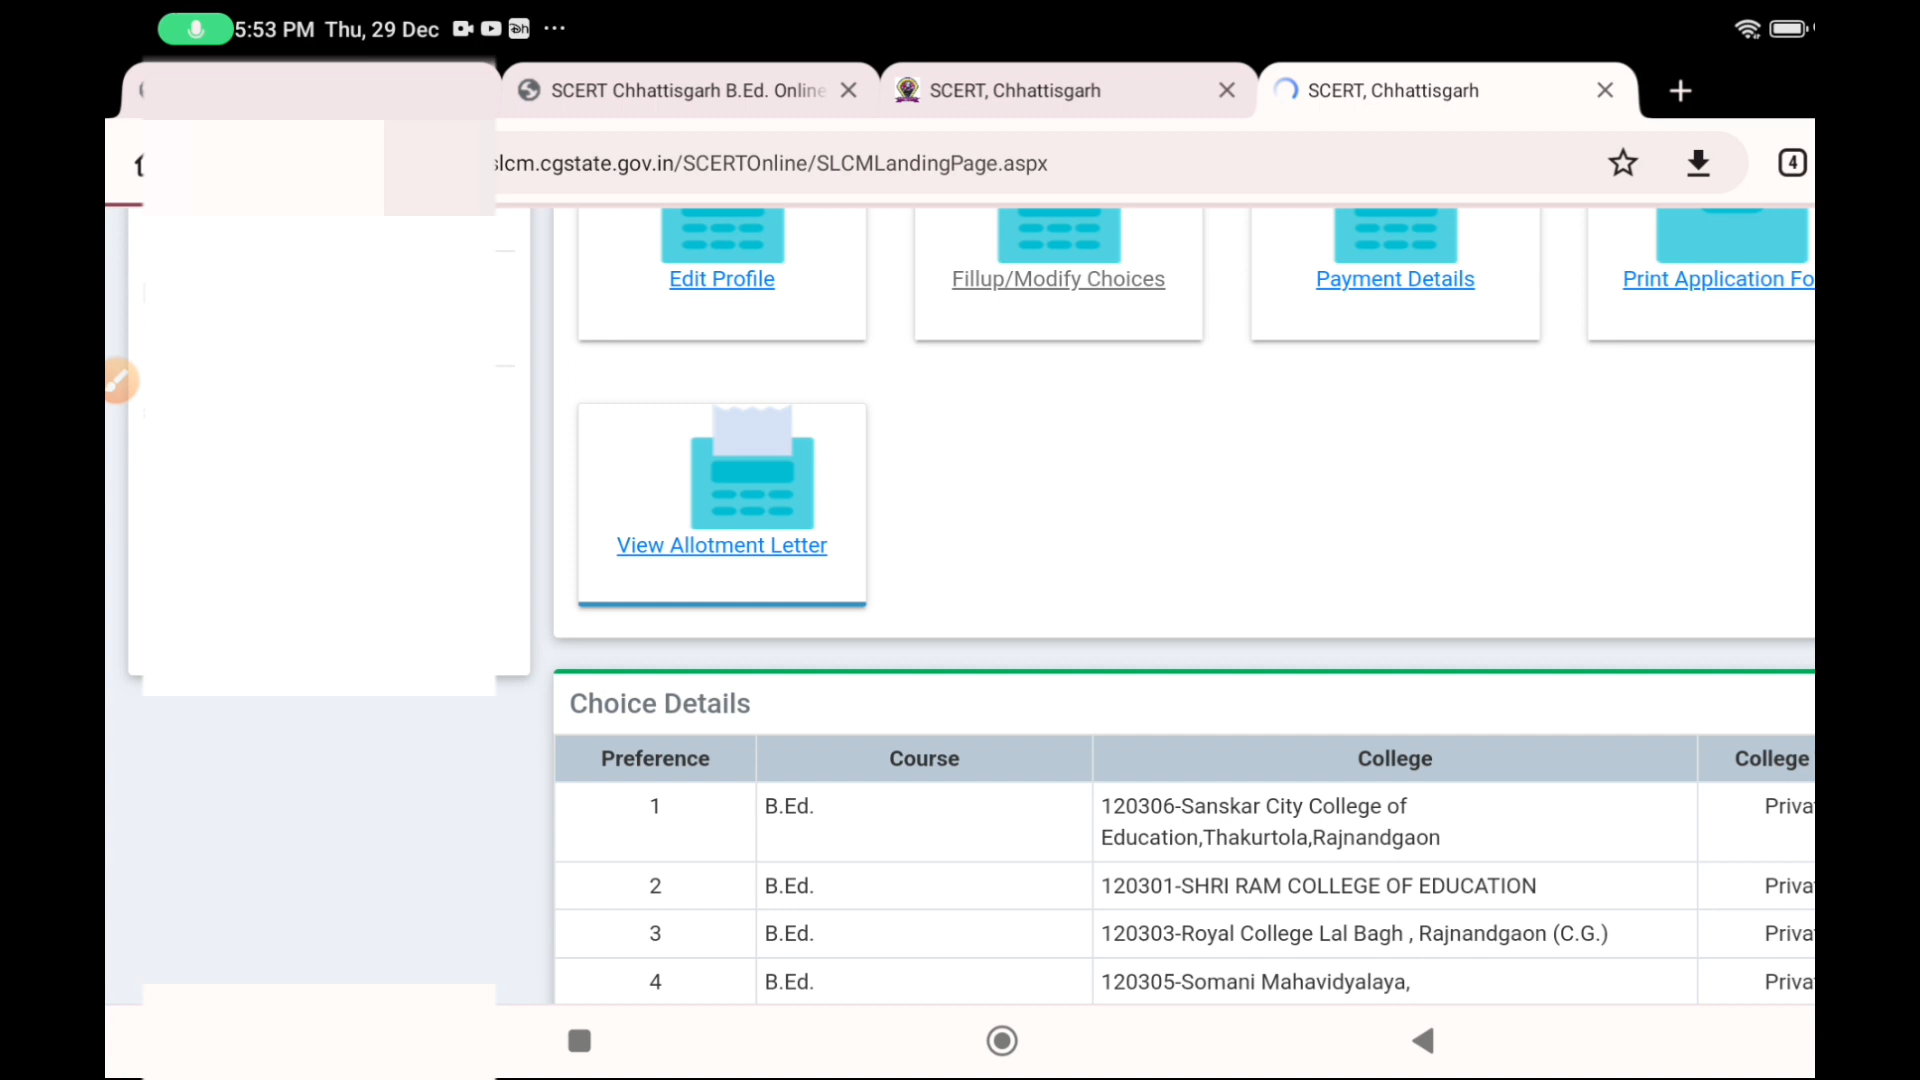 5:53 PM Thu, 29 Dec
SCERT Chhattisgarh B.Ed. Online
SCERT, Chhattisgarh
SCERT, Chhattisgarh
slcm.cgstate.gov.in/SCERTOnline/SLCMLandingPage.aspx
4
Edit Profile
Fillup/Modify Choices
Payment Details
Print Application Fo
View Allotment Letter
Choice Details
Preference Course College College
1 B.Ed. 120306-Sanskar City College of
Education,Thakurtola,Rajnandgaon Priva
2 B.Ed. 120301-SHRI RAM COLLEGE OF EDUCATION Priva
3 B.Ed. 120303-Royal College Lal Bagh , Rajnandgaon (C.G.) Priva
4 B.Ed. 120305-Somani Mahavidyalaya, Priva